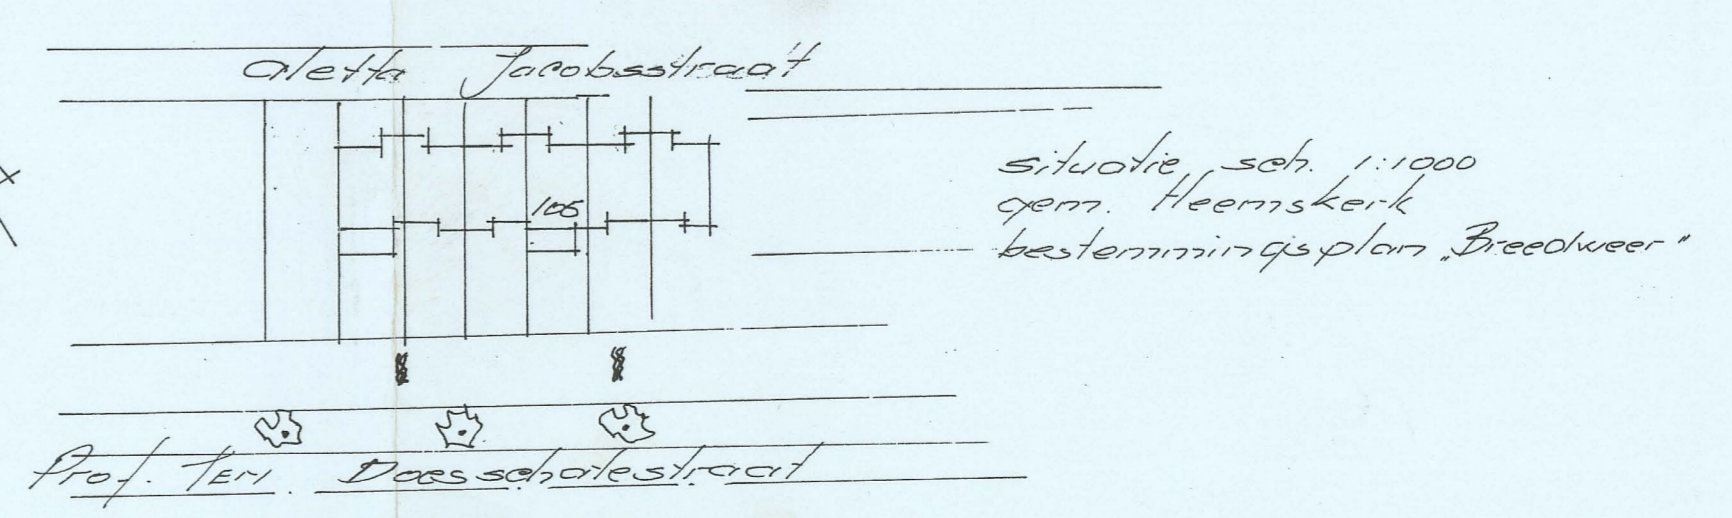 Aletta Jacobsstraat
105
situatie sch. 1:1000
gem. Heemskerk
bestemmingsplan „Breedweer"
Prof. Ten Doesschatestraat